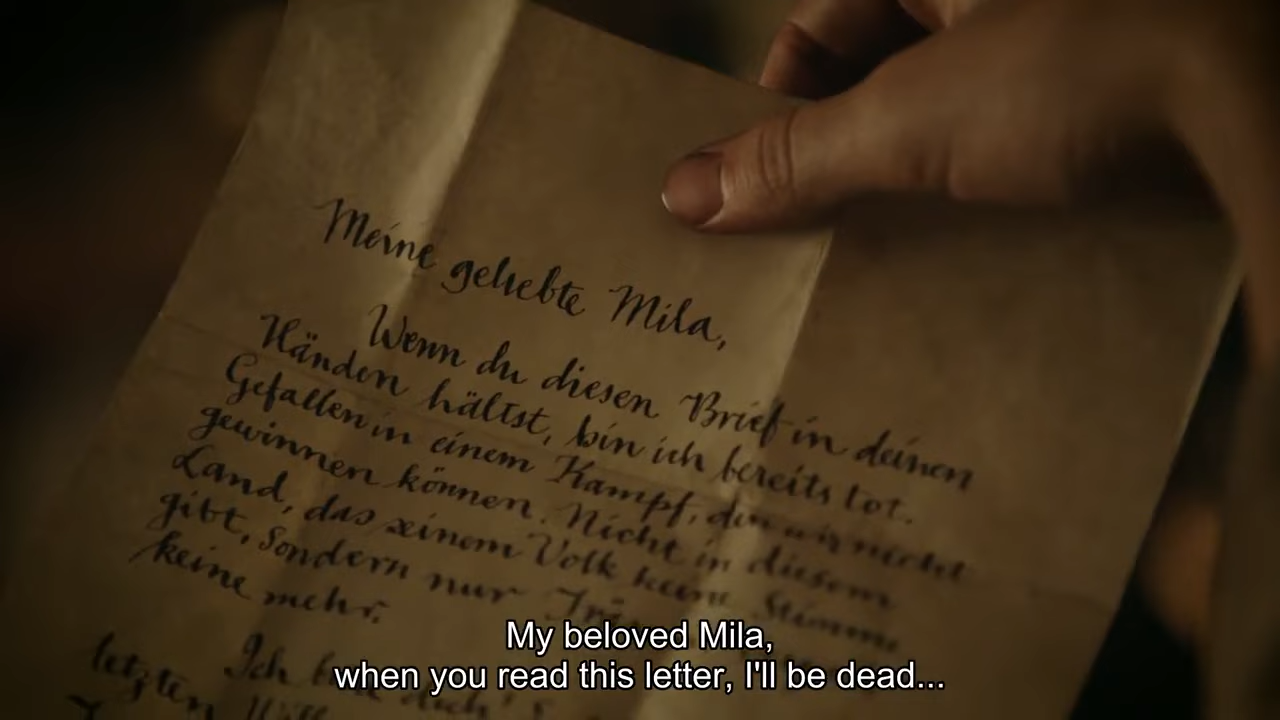 Meine geliebte Mila,
Wenn du diesen Brief in deinen
Händen hältst, bin ich bereits tot.
Gefallen in einem Kampf, den wir nicht
gewinnen können. Nicht in diesem
Land, das seinem Volk keine Stimme
gibt, sondern nur
keine mehr.
Ich
letzten
My beloved Mila,
when you read this letter, I'll be dead...